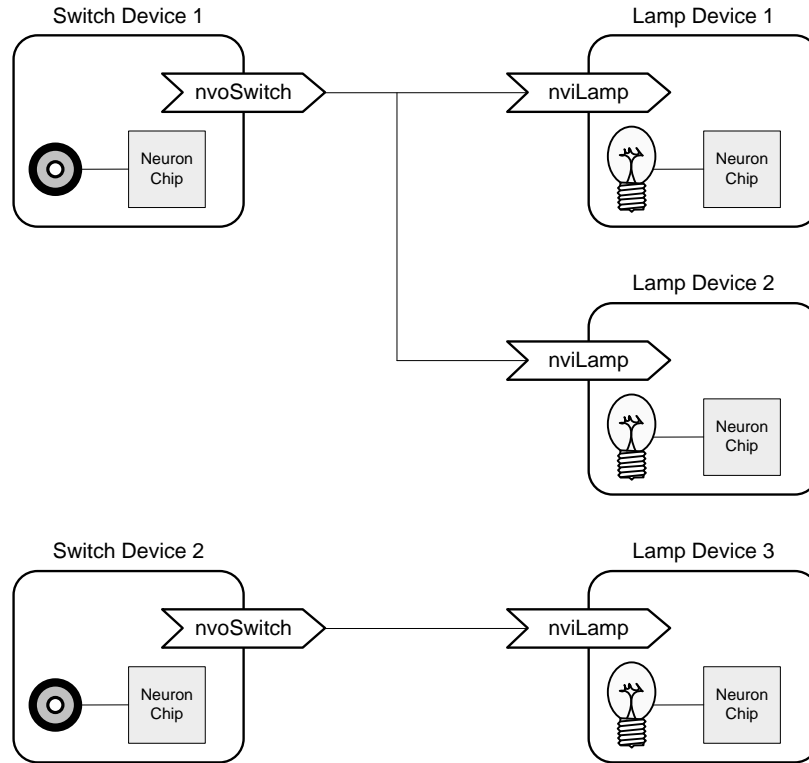 Switch Device 1
Lamp Device 1
nvoSwitch
nviLamp
Neuron
Chip
Neuron
Chip
Lamp Device 2
nviLamp
Neuron
Chip
Switch Device 2
Lamp Device 3
nvoSwitch
nviLamp
Neuron
Chip
Neuron
Chip